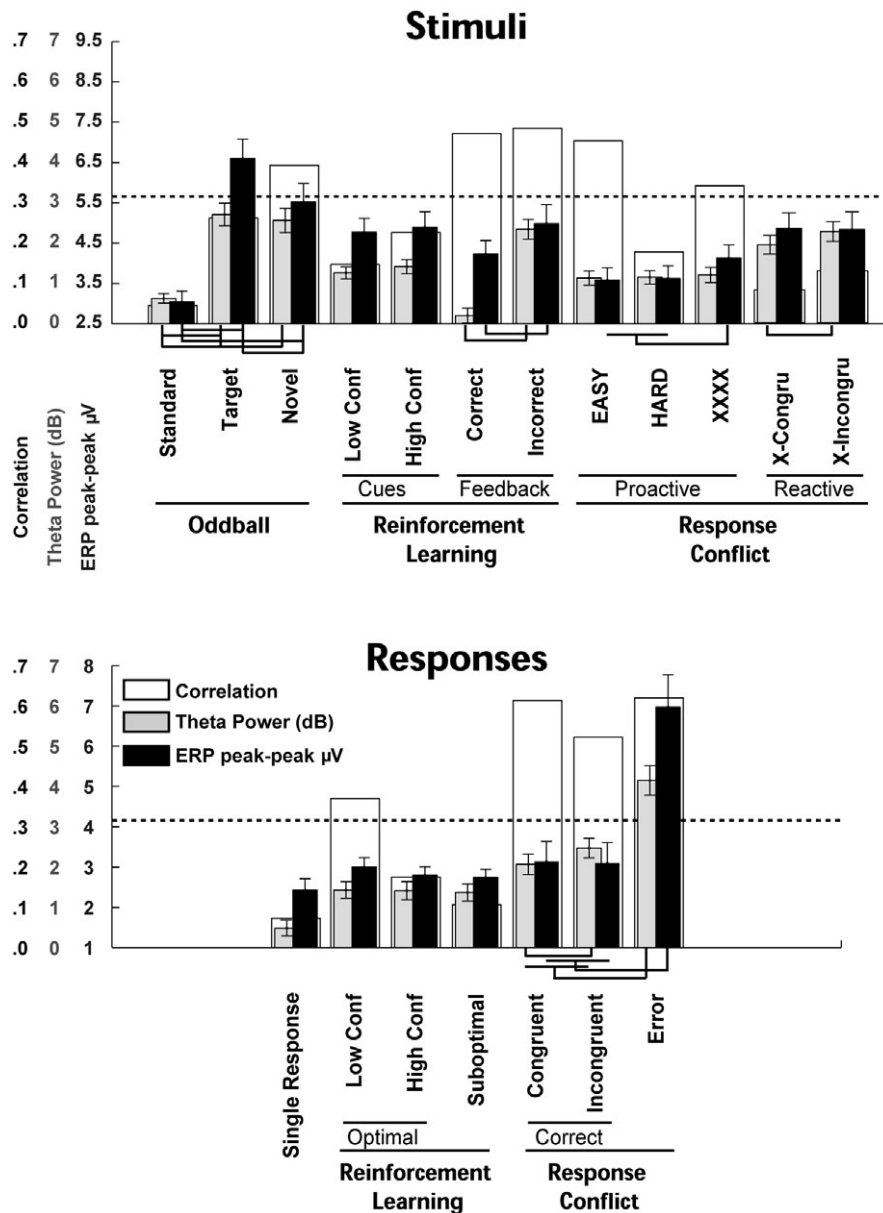 Stimuli
.7 7 9.5
.6 6 8.5
.5 5 7.5
.4 4 6.5
.3 3 5.5
.2 2 4.5
.1 1 3.5
.0 0 2.5
Correlation
Theta Power (dB)
ERP peak-peak µV
Standard
Target
Novel
Low Conf
High Conf
Correct
Incorrect
EASY
HARD
XXXX
X-Congru
X-Incongru
Cues
Feedback
Proactive
Reactive
Oddball
Reinforcement
Learning
Response
Conflict
Responses
.7 7 8
.6 6 7
.5 5 6
.4 4 5
.3 3 4
.2 2 3
.1 1 2
.0 0 1
Correlation
Theta Power (dB)
ERP peak-peak µV
Single Response
Low Conf
High Conf
Suboptimal
Congruent
Incongruent
Error
Optimal
Correct
Reinforcement
Learning
Response
Conflict